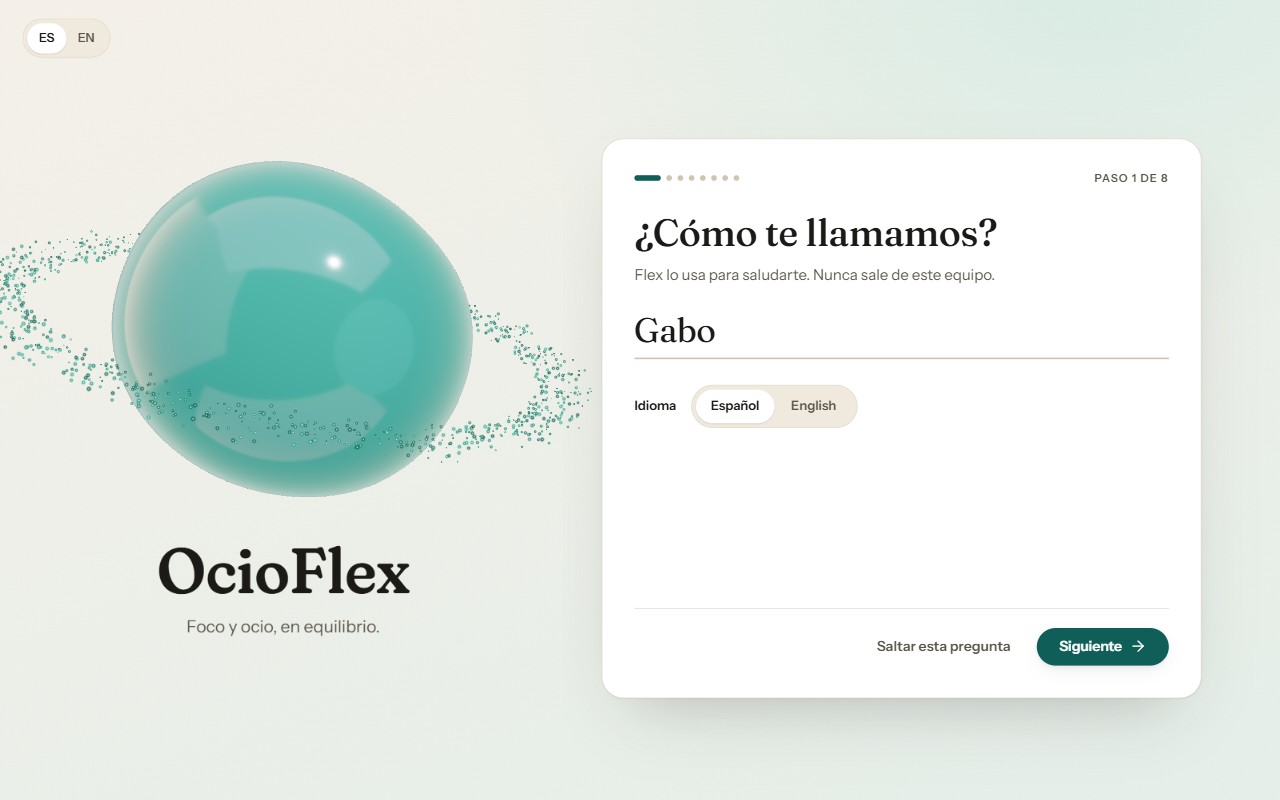 ES EN
PASO 1 DE 8
¿Cómo te llamamos?
Flex lo usa para saludarte. Nunca sale de este equipo.
Gabo
Idioma Español English
OcioFlex
Foco y ocio, en equilibrio.
Saltar esta pregunta Siguiente →